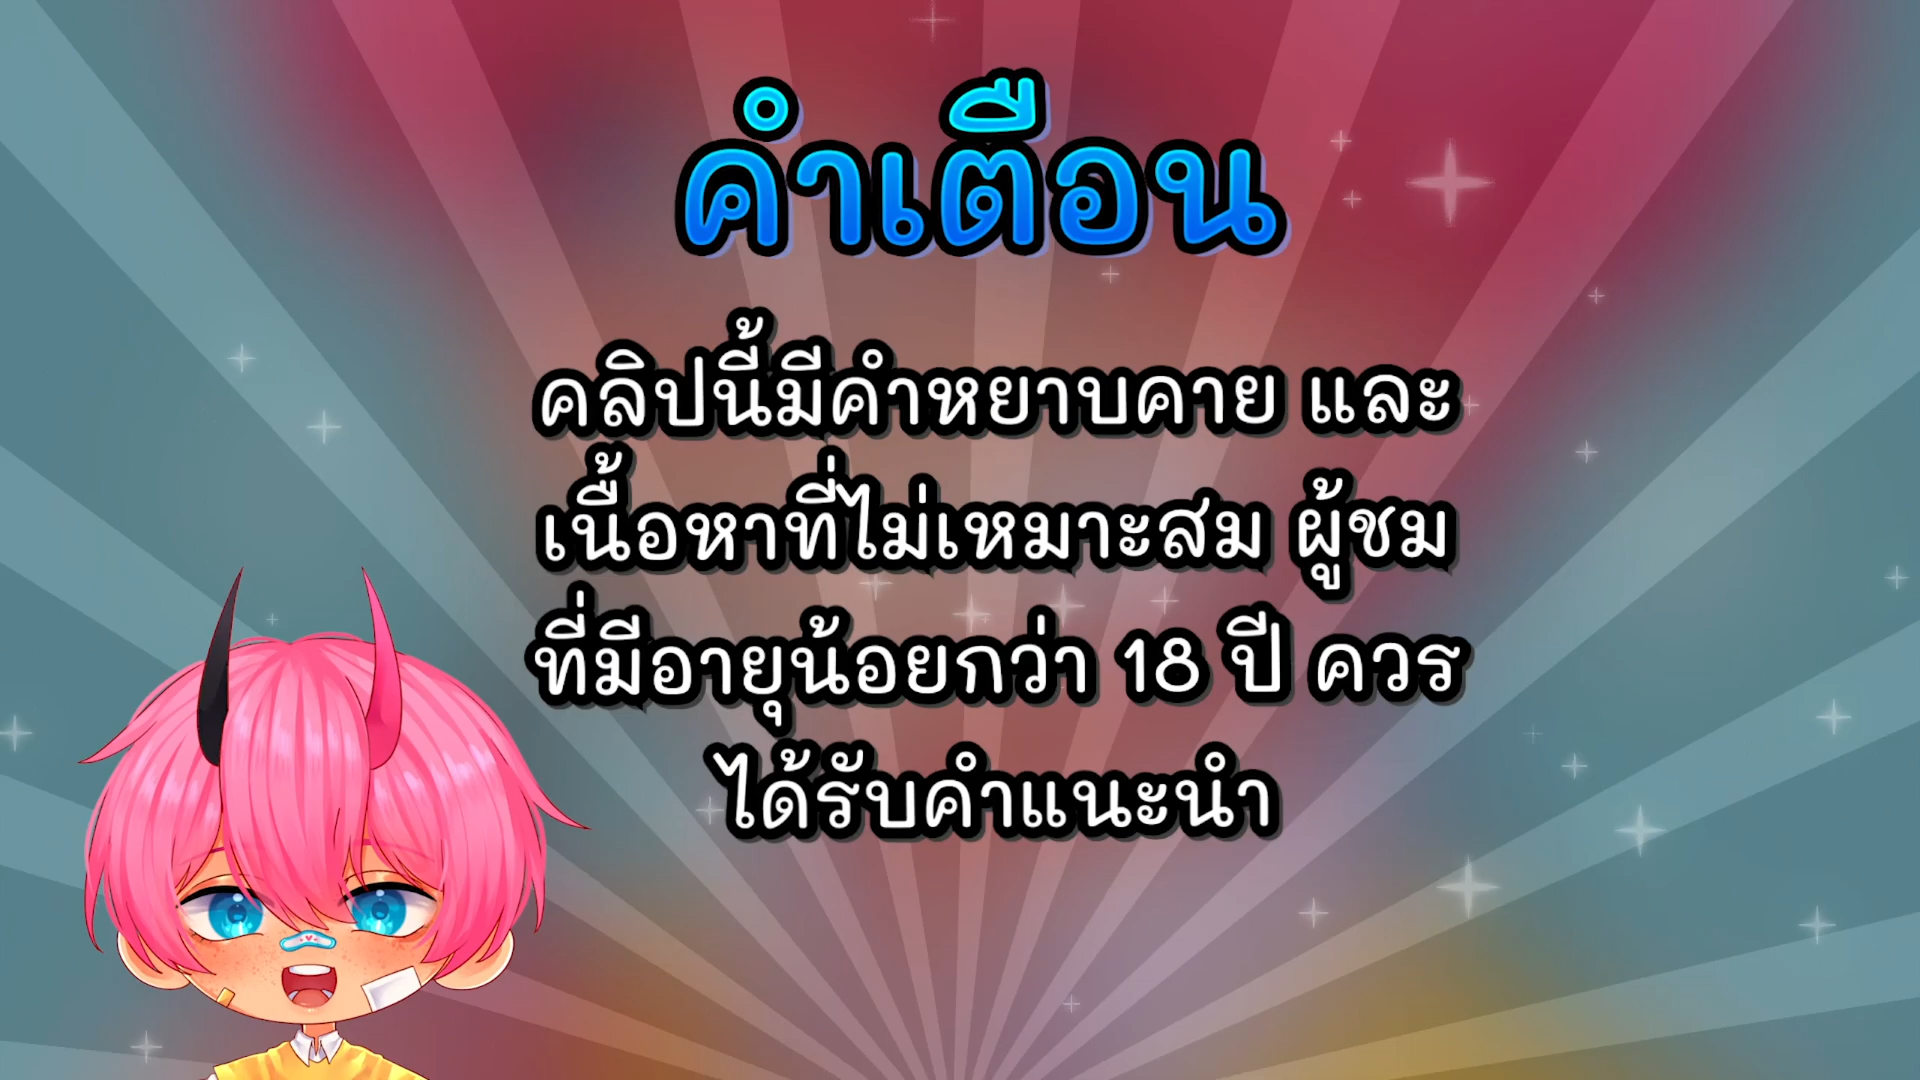 คำเตือน
คลิปนี้มีคำหยาบคาย และ
เนื้อหาที่ไม่เหมาะสม ผู้ชม
ที่มีอายุน้อยกว่า 18 ปี ควร
ได้รับคำแนะนำ